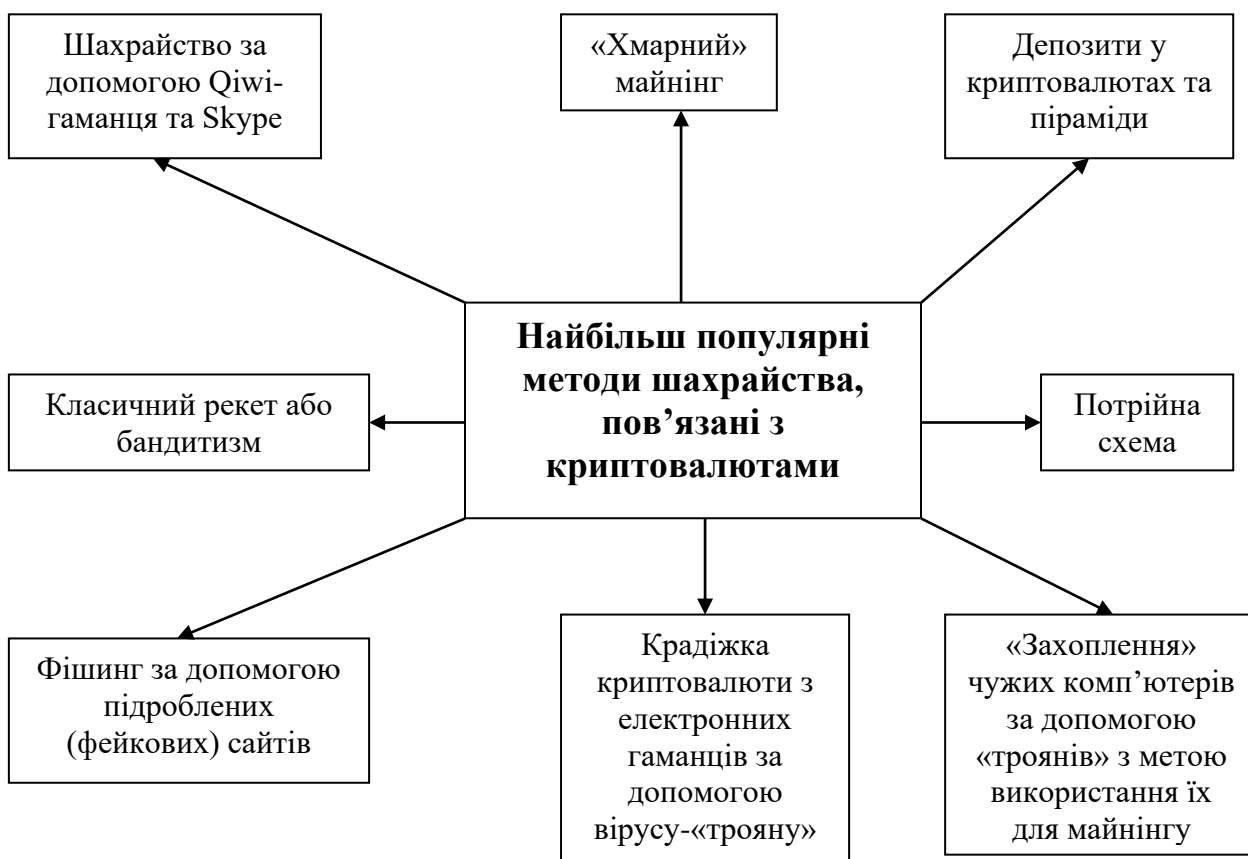 Шахрайство за
допомогою Qiwi-
гаманця та Skype
«Хмарний»
майнінг
Депозити у
криптовалютах та
піраміди
Найбільш популярні
методи шахрайства,
пов’язані з
криптовалютами
Класичний рекет або
бандитизм
Потрійна
схема
Фішинг за допомогою
підроблених
(фейкових) сайтів
Крадіжка
криптовалюти з
електронних
гаманців за
допомогою
вірусу-«трояну»
«Захоплення»
чужих комп’ютерів
за допомогою
«троянів» з метою
використання їх
для майнінгу